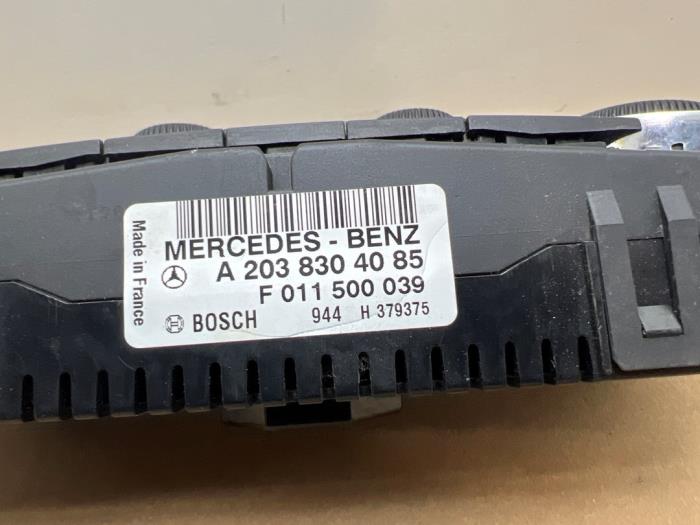 MERCEDES - BENZ
A 203 830 40 85
F 011 500 039
BOSCH 944 H 379375
Made in France